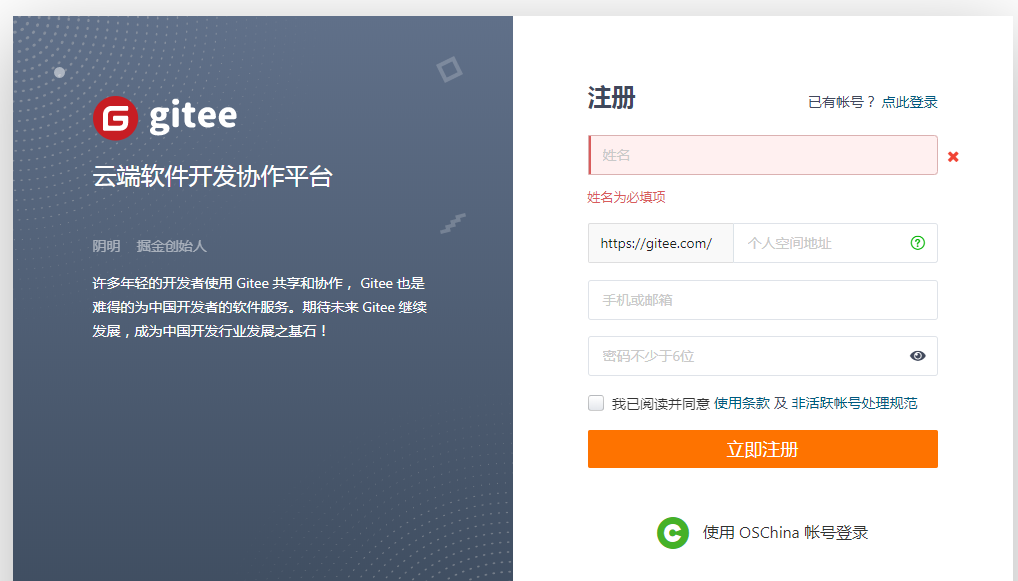 gitee
云端软件开发协作平台
阴明 掘金创始人
许多年轻的开发者使用 Gitee 共享和协作， Gitee 也是
难得的为中国开发者的软件服务。期待未来 Gitee 继续
发展，成为中国开发行业发展之基石！
注册
已有帐号？ 点此登录
姓名
姓名为必填项
https://gitee.com/ 个人空间地址
手机或邮箱
密码不少于6位
我已阅读并同意 使用条款 及 非活跃帐号处理规范
立即注册
使用 OSChina 帐号登录